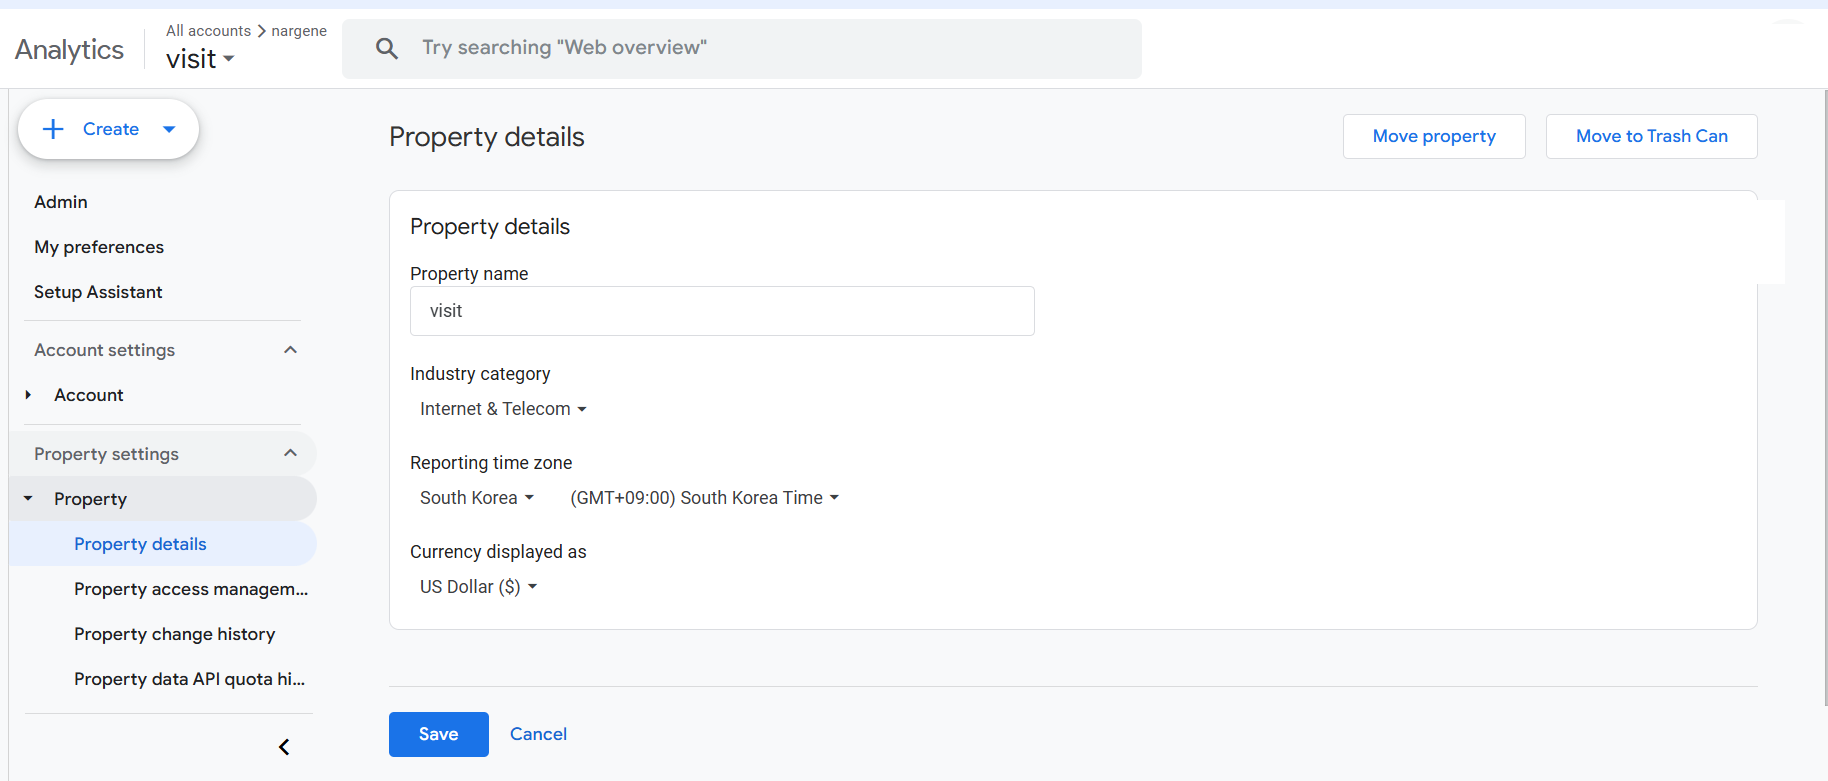 Analytics
All accounts > nargene
visit
Try searching "Web overview"
Create
Admin
My preferences
Setup Assistant
Account settings
Account
Property settings
Property
Property details
Property access managem...
Property change history
Property data API quota hi...
Property details
Move property
Move to Trash Can
Property details
Property name
visit
Industry category
Internet & Telecom
Reporting time zone
South Korea (GMT+09:00) South Korea Time
Currency displayed as
US Dollar ($)
Save
Cancel